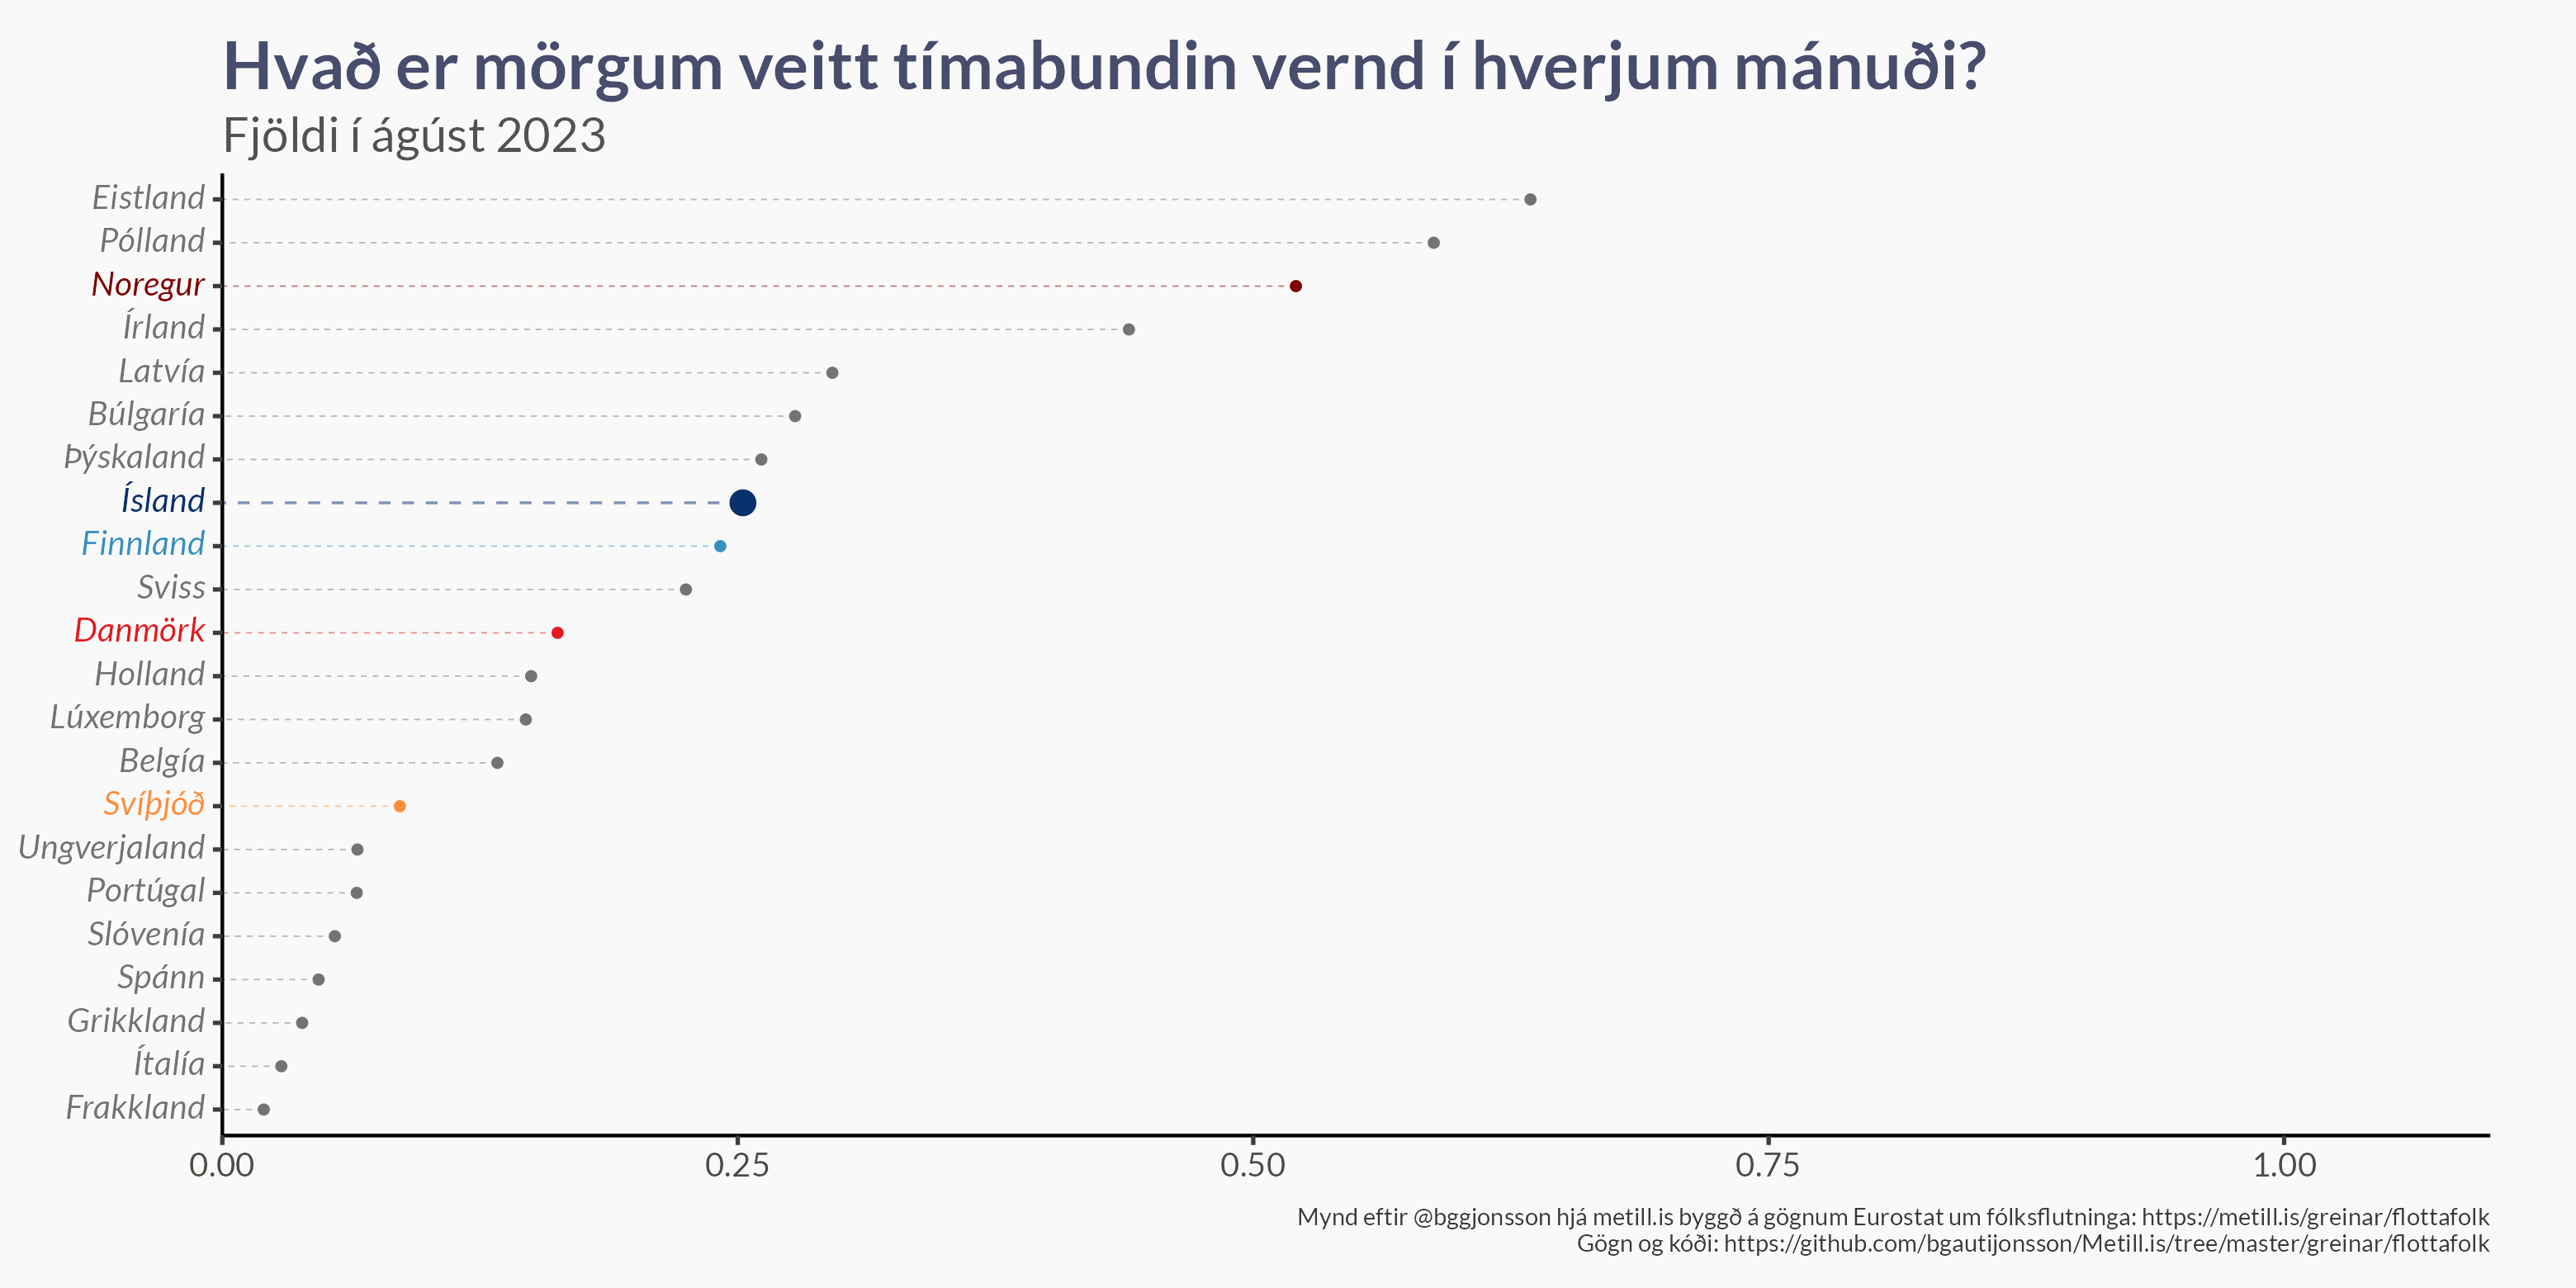 Hvað er mörgum veitt tímabundin vernd í hverjum mánuði?
Fjöldi í ágúst 2023
Eistland
Pólland
Noregur
Írland
Latvía
Búlgaría
Þýskaland
Ísland
Finnland
Sviss
Danmörk
Holland
Lúxemborg
Belgía
Svíþjóð
Ungverjaland
Portúgal
Slóvenía
Spánn
Grikkland
Ítalía
Frakkland
0.00 0.25 0.50 0.75 1.00
Mynd eftir @bggjonsson hjá metill.is byggð á gögnum Eurostat um fólksflutninga: https://metill.is/greinar/flottafolk
Gögn og kóði: https://github.com/bgautijonsson/Metill.is/tree/master/greinar/flottafolk